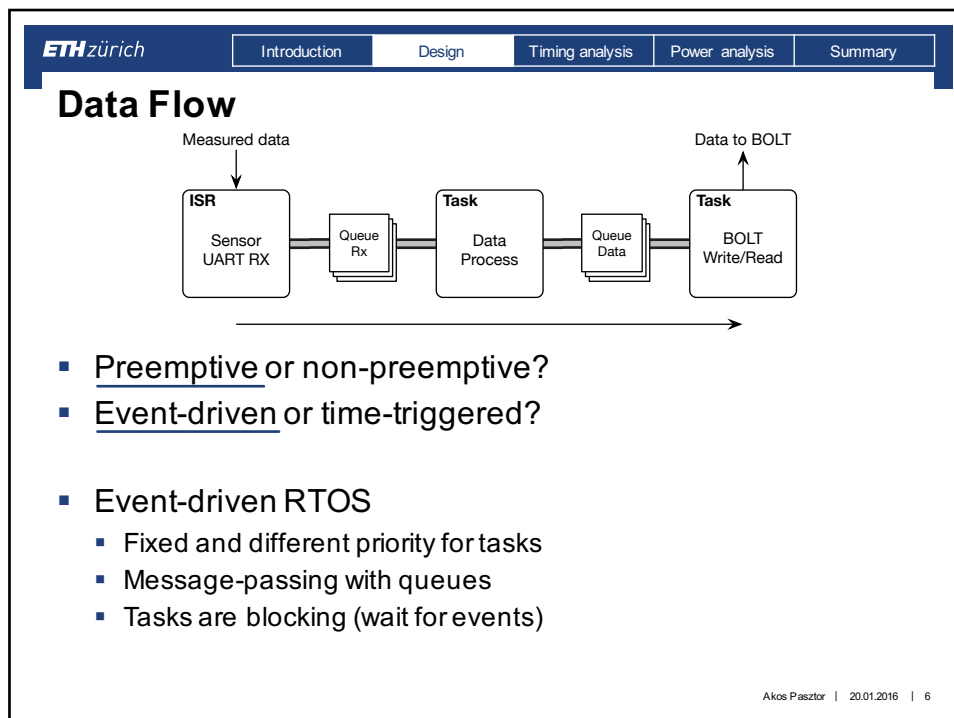 ETH zürich
Introduction Design Timing analysis Power analysis Summary
Data Flow
Measured data
Data to BOLT
ISR
Sensor
UART RX
Queue
Rx
Task
Data
Process
Queue
Data
Task
BOLT
Write/Read
▪ Preemptive or non-preemptive?
▪ Event-driven or time-triggered?
▪ Event-driven RTOS
▪ Fixed and different priority for tasks
▪ Message-passing with queues
▪ Tasks are blocking (wait for events)
Akos Pasztor | 20.01.2016 | 6